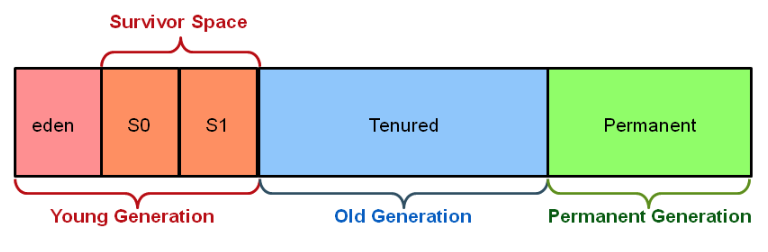 Survivor Space
eden
S0
S1
Tenured
Permanent
Young Generation
Old Generation
Permanent Generation